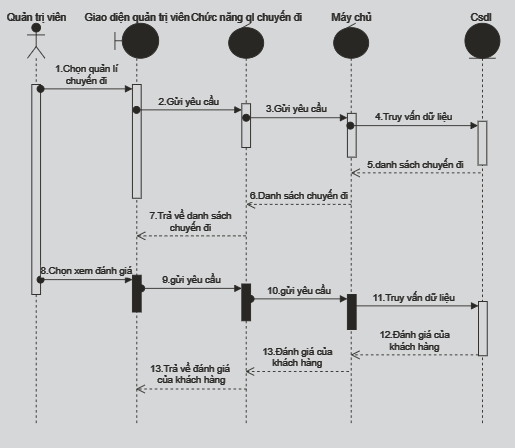 Quản trị viên
Giao diện quản trị viên
Chức năng ql chuyến đi
Máy chủ
Csdl
1.Chọn quản lí
chuyến đi
2.Gửi yêu cầu
3.Gửi yêu cầu
4.Truy vấn dữ liệu
5.danh sách chuyến đi
6.Danh sách chuyến đi
7.Trả về danh sách
chuyến đi
8.Chọn xem đánh giá
9.gửi yêu cầu
10.gửi yêu cầu
11.Truy vấn dữ liệu
12.Đánh giá của
khách hàng
13.Đánh giá của
khách hàng
13.Trả về đánh giá
của khách hàng